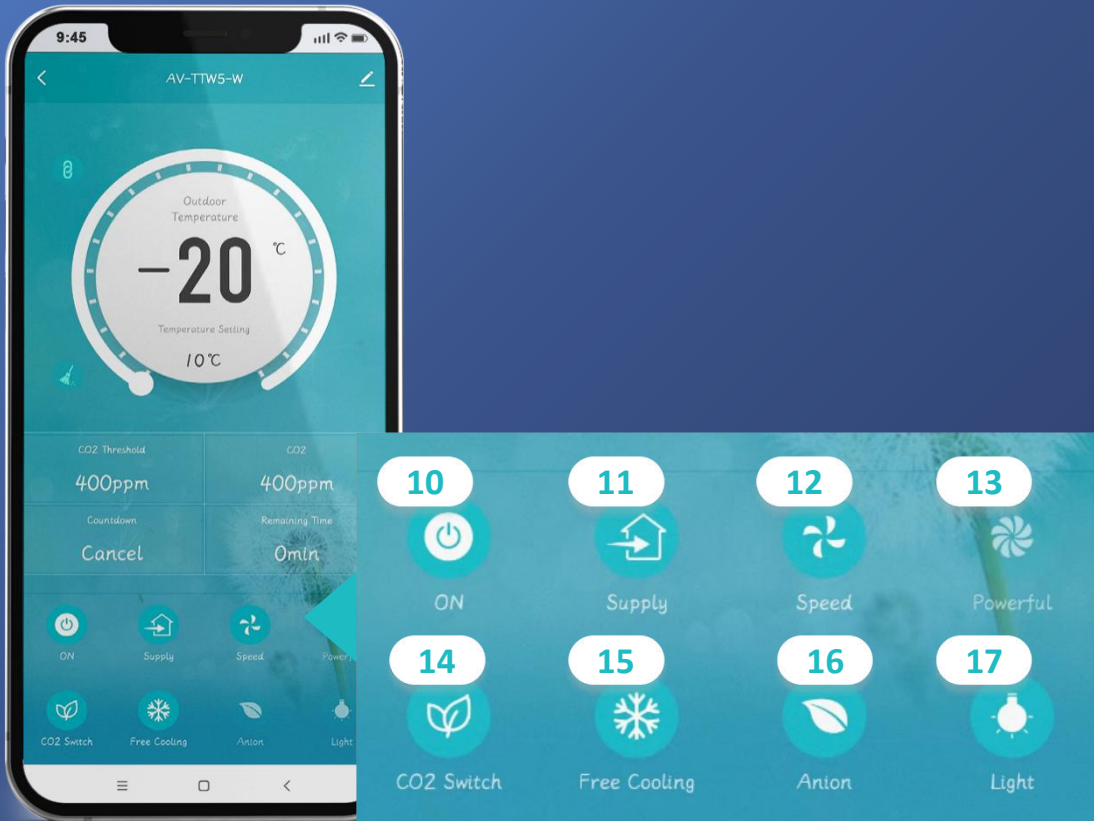 9:45
AV-TTW5-W
Outdoor
Temperature
-20 °C
Temperature Setting
10°C
CO2 Threshold
CO2
400ppm
400ppm
Countdown
Remaining Time
Cancel
0min
ON
Supply
Speed
CO2 Switch
Free Cooling
Anion
Light
10
11
12
13
ON
Supply
Speed
Powerful
14
15
16
17
CO2 Switch
Free Cooling
Anion
Light